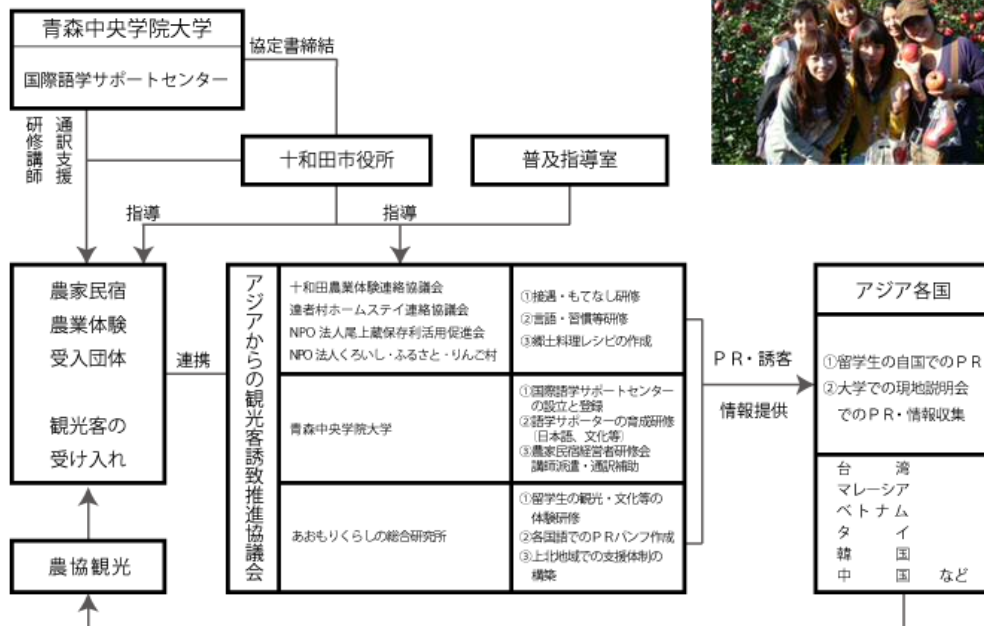 青森中央学院大学
国際語学サポートセンター
協定書締結
研修講師
通訳支援
十和田市役所
普及指導室
指導
指導
農家民宿
農業体験
受入団体
観光客の
受け入れ
連携
農協観光
アジアからの観光客誘致推進協議会
十和田農業体験連絡協議会
達者村ホームステイ連絡協議会
NPO 法人尾上蔵保存利活用促進会
NPO 法人くろいし・ふるさと・りんご村
①接遇・もてなし研修
②言語・習慣等研修
③郷土料理レシピの作成
青森中央学院大学
①国際語学サポートセンター
の設立と登録
②語学サポーターの育成研修
(日本語、文化等)
③農家民宿経営者研修会
講師派遣・通訳補助
あおもりくらしの総合研究所
①留学生の観光・文化等の
体験研修
②各国語でのPRパンフ作成
③上北地域での支援体制の
構築
PR・誘客
情報提供
アジア各国
①留学生の自国でのPR
②大学での現地説明会
でのPR・情報収集
台　　湾
マレーシア
ベトナム
タ　　イ
韓　　国
中　　国　など